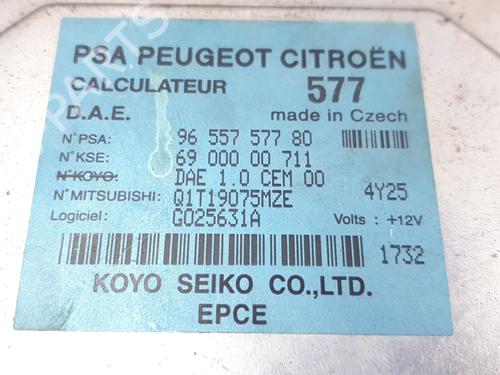 PSA PEUGEOT CITROËN
CALCULATEUR 577
D.A.E. made in Czech
N°PSA: 96 557 577 80
N°KSE: 69 000 00 711
N°KOYO: DAE 1.0 CEM 00
N°MITSUBISHI: Q1T19075MZE 4Y25
Logiciel: G025631A Volts : +12V
1732
KOYO SEIKO CO.,LTD.
EPCE